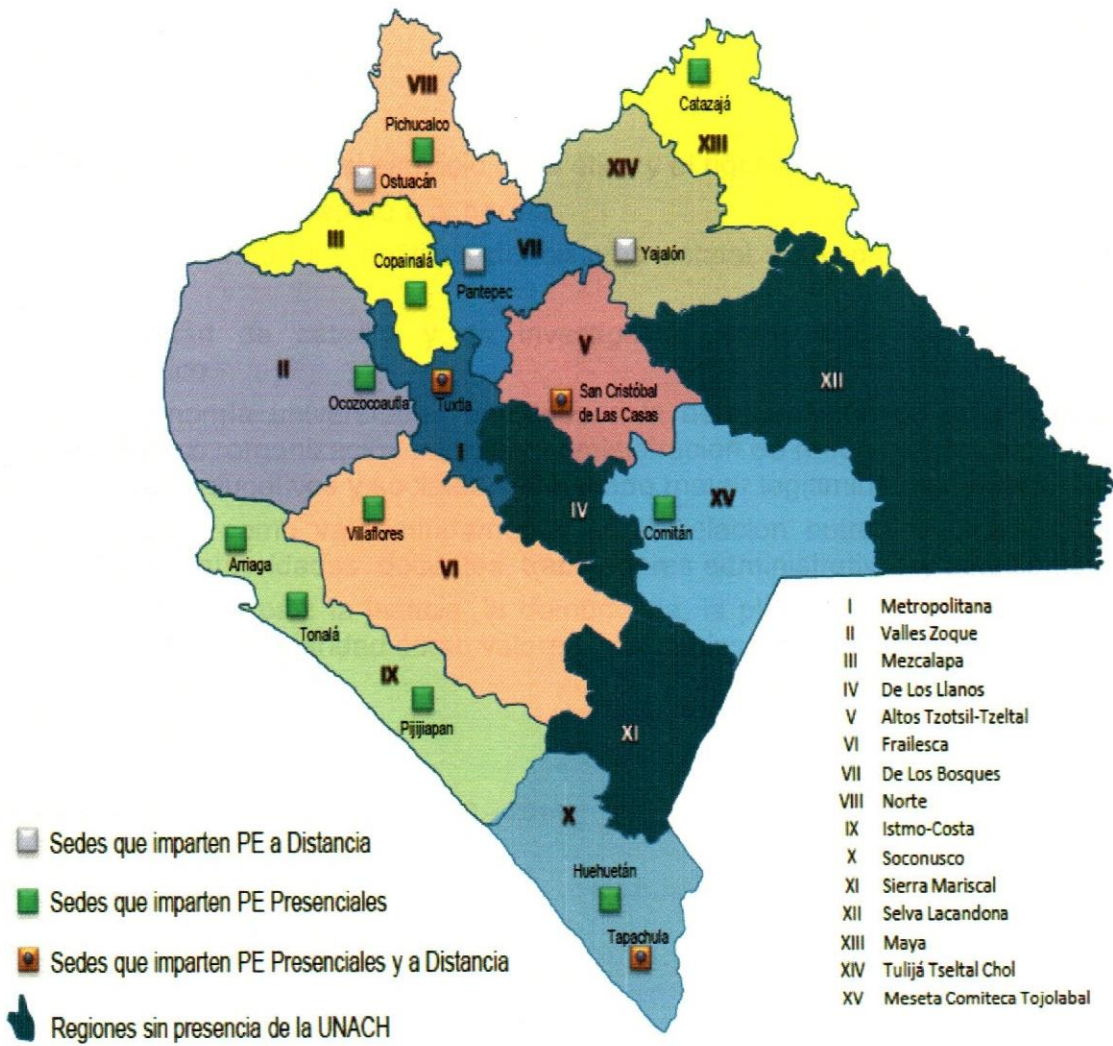 VIII
Pichucalco
Ostuacán
Catazajá
XIII
XIV
Yajalón
III
Copainalá
VII
Pantepec
V
San Cristóbal
de Las Casas
XII
II
Ocozocoautla
Tuxtla
I
IV
XV
Comitán
Villaflores
VI
Arriaga
Tonalá
IX
Pijijiapan
XI
X
Huehuetán
Tapachula
I Metropolitana
II Valles Zoque
III Mezcalapa
IV De Los Llanos
V Altos Tzotsil-Tzeltal
VI Frailesca
VII De Los Bosques
VIII Norte
IX Istmo-Costa
X Soconusco
XI Sierra Mariscal
XII Selva Lacandona
XIII Maya
XIV Tulijá Tseltal Chol
XV Meseta Comiteca Tojolabal
Sedes que imparten PE a Distancia
Sedes que imparten PE Presenciales
Sedes que imparten PE Presenciales y a Distancia
Regiones sin presencia de la UNACH